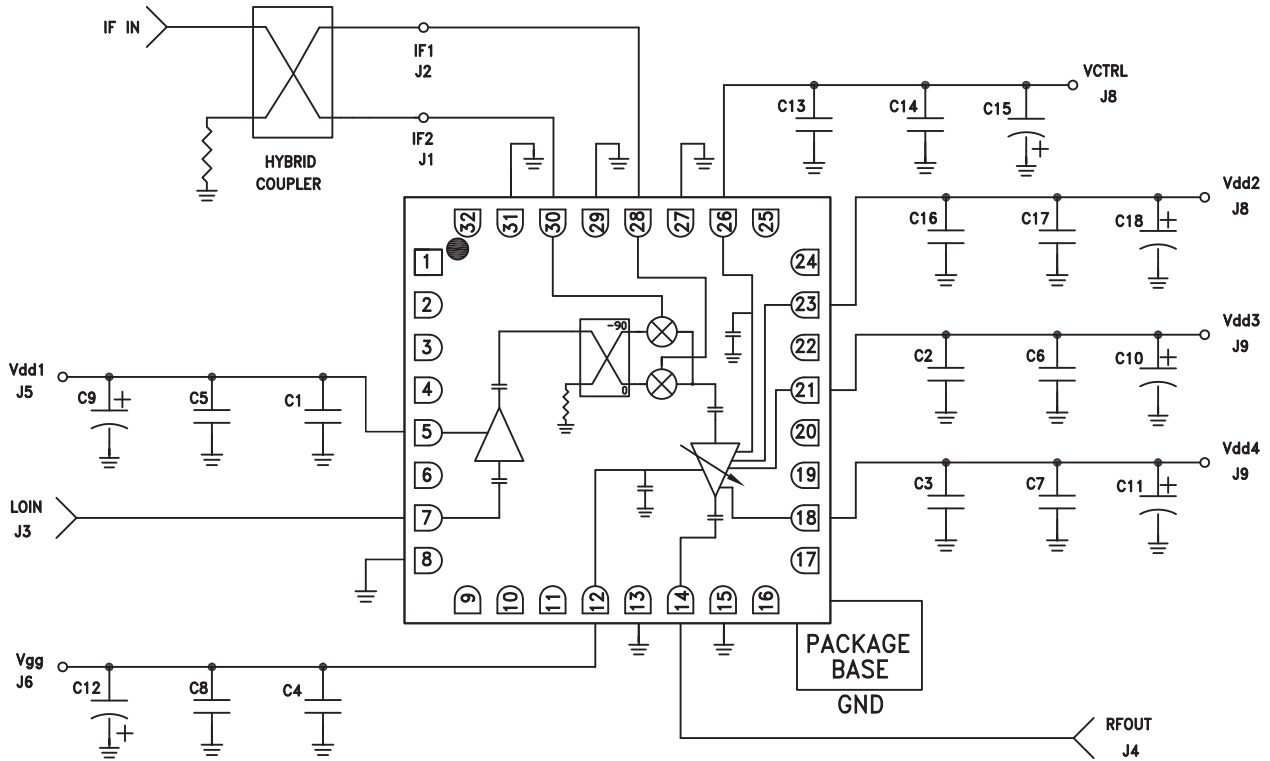 IF IN
IF1
J2
IF2
J1
HYBRID
COUPLER
VCTRL
J8
C13
C14
C15
+
Vdd2
J8
C16
C17
C18
+
Vdd3
J9
C2
C6
C10
+
Vdd4
J9
C3
C7
C11
+
Vdd1
J5
C9
+
C5
C1
LOIN
J3
Vgg
J6
C12
+
C8
C4
32
31
30
29
28
27
26
25
1
2
3
4
5
6
7
8
24
23
22
21
20
19
18
17
9
10
11
12
13
14
15
16
-90
0
PACKAGE
BASE
GND
RFOUT
J4